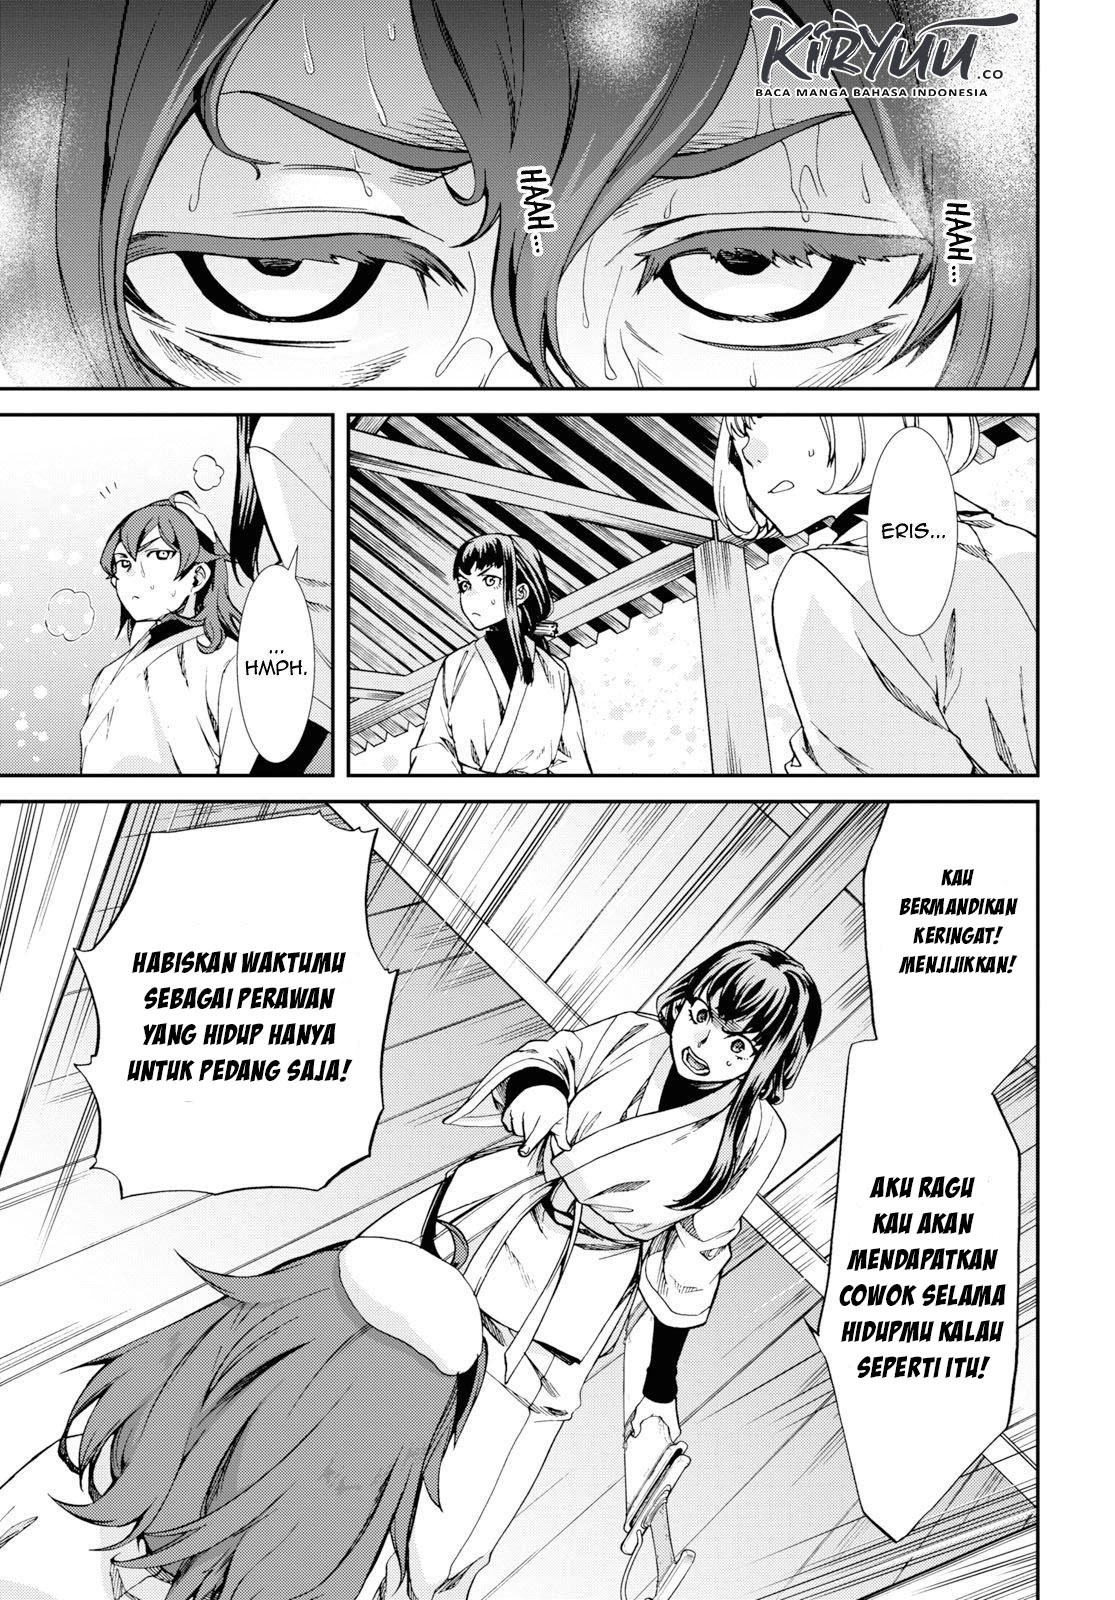 KIRYUU.CO
BACA MANGA BAHASA INDONESIA
HAAH...
HAAH...
ERIS...
...
HMPH.
KAU
BERMANDIKAN
KERINGAT!
MENJIJIKKAN!
AKU RAGU
KAU AKAN
MENDAPATKAN
COWOK SELAMA
HIDUPMU KALAU
SEPERTI ITU!
HABISKAN WAKTUMU
SEBAGAI PERAWAN
YANG HIDUP HANYA
UNTUK PEDANG SAJA!